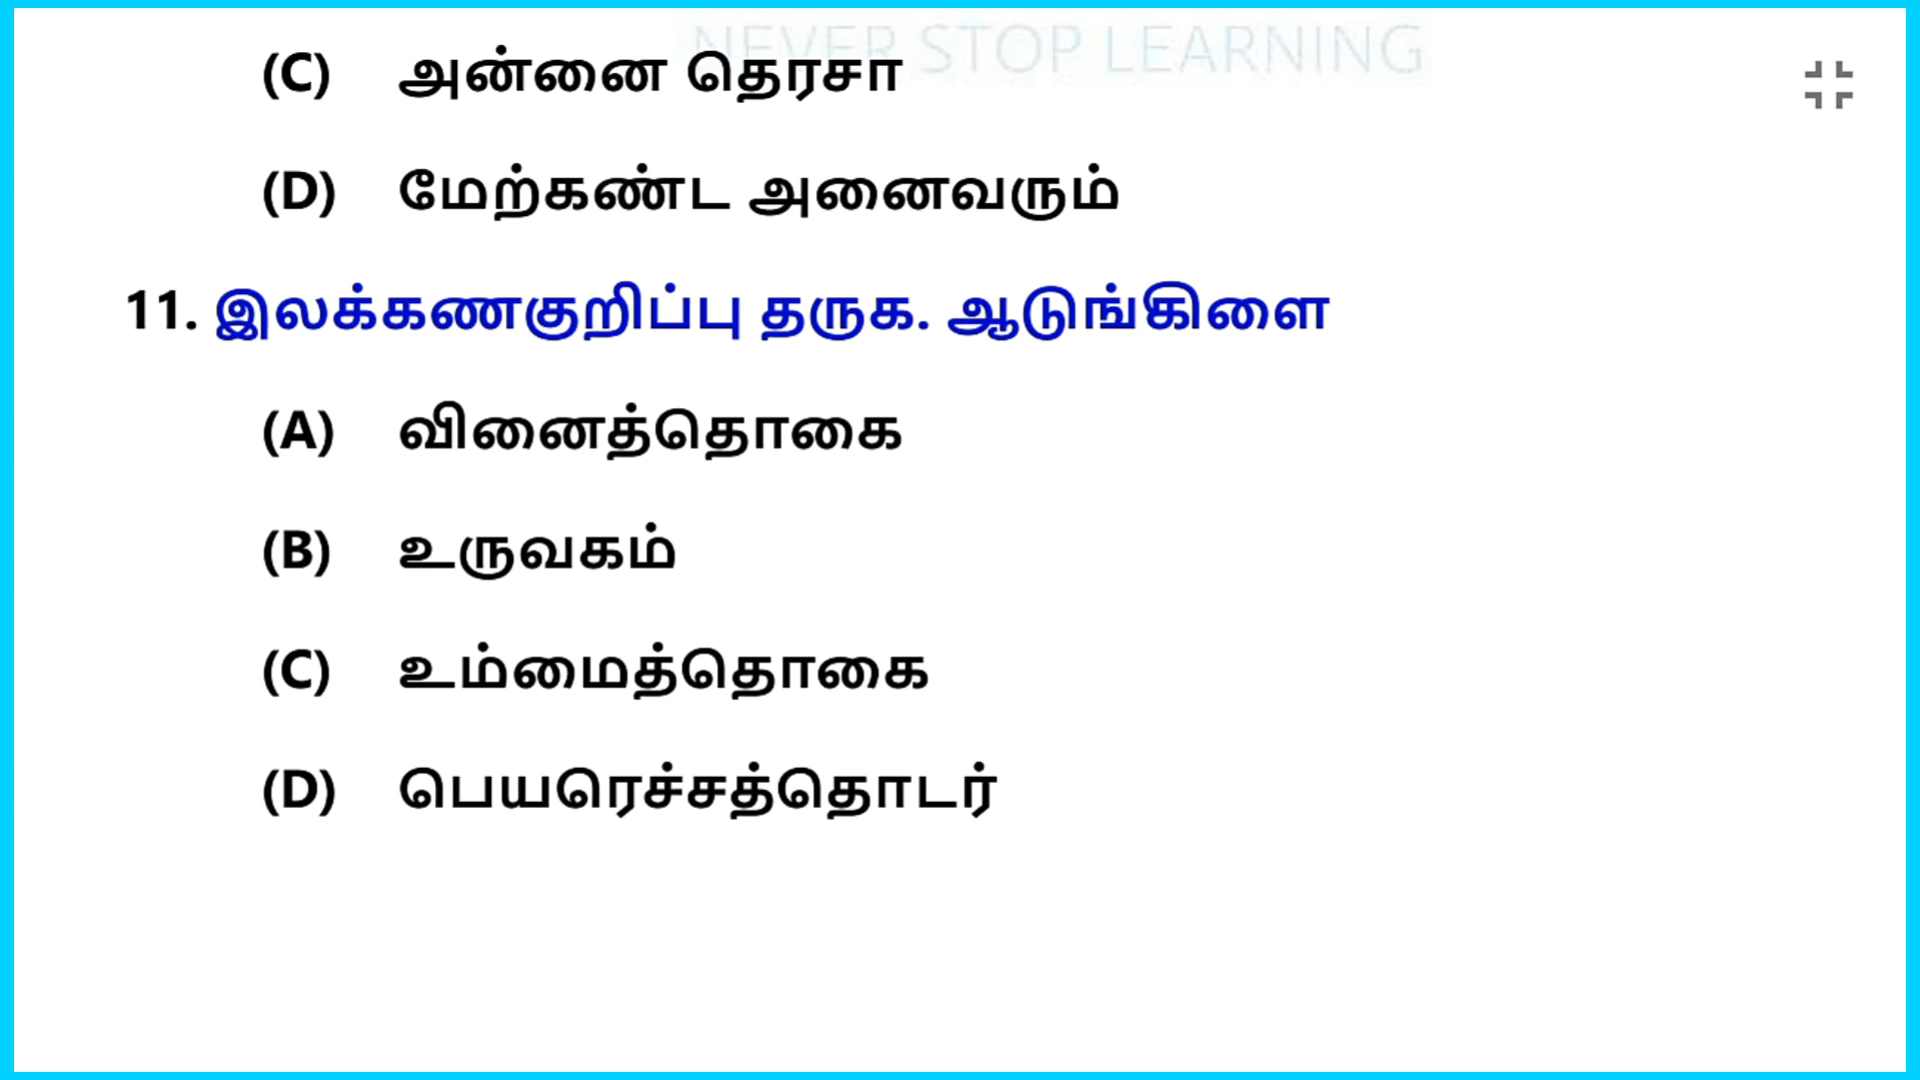 NEVER STOP LEARNING
(C) அன்னை தெரசா
(D) மேற்கண்ட அனைவரும்
11. இலக்கணகுறிப்பு தருக. ஆடுங்கிளை
(A) வினைத்தொகை
(B) உருவகம்
(C) உம்மைத்தொகை
(D) பெயரெச்சத்தொடர்